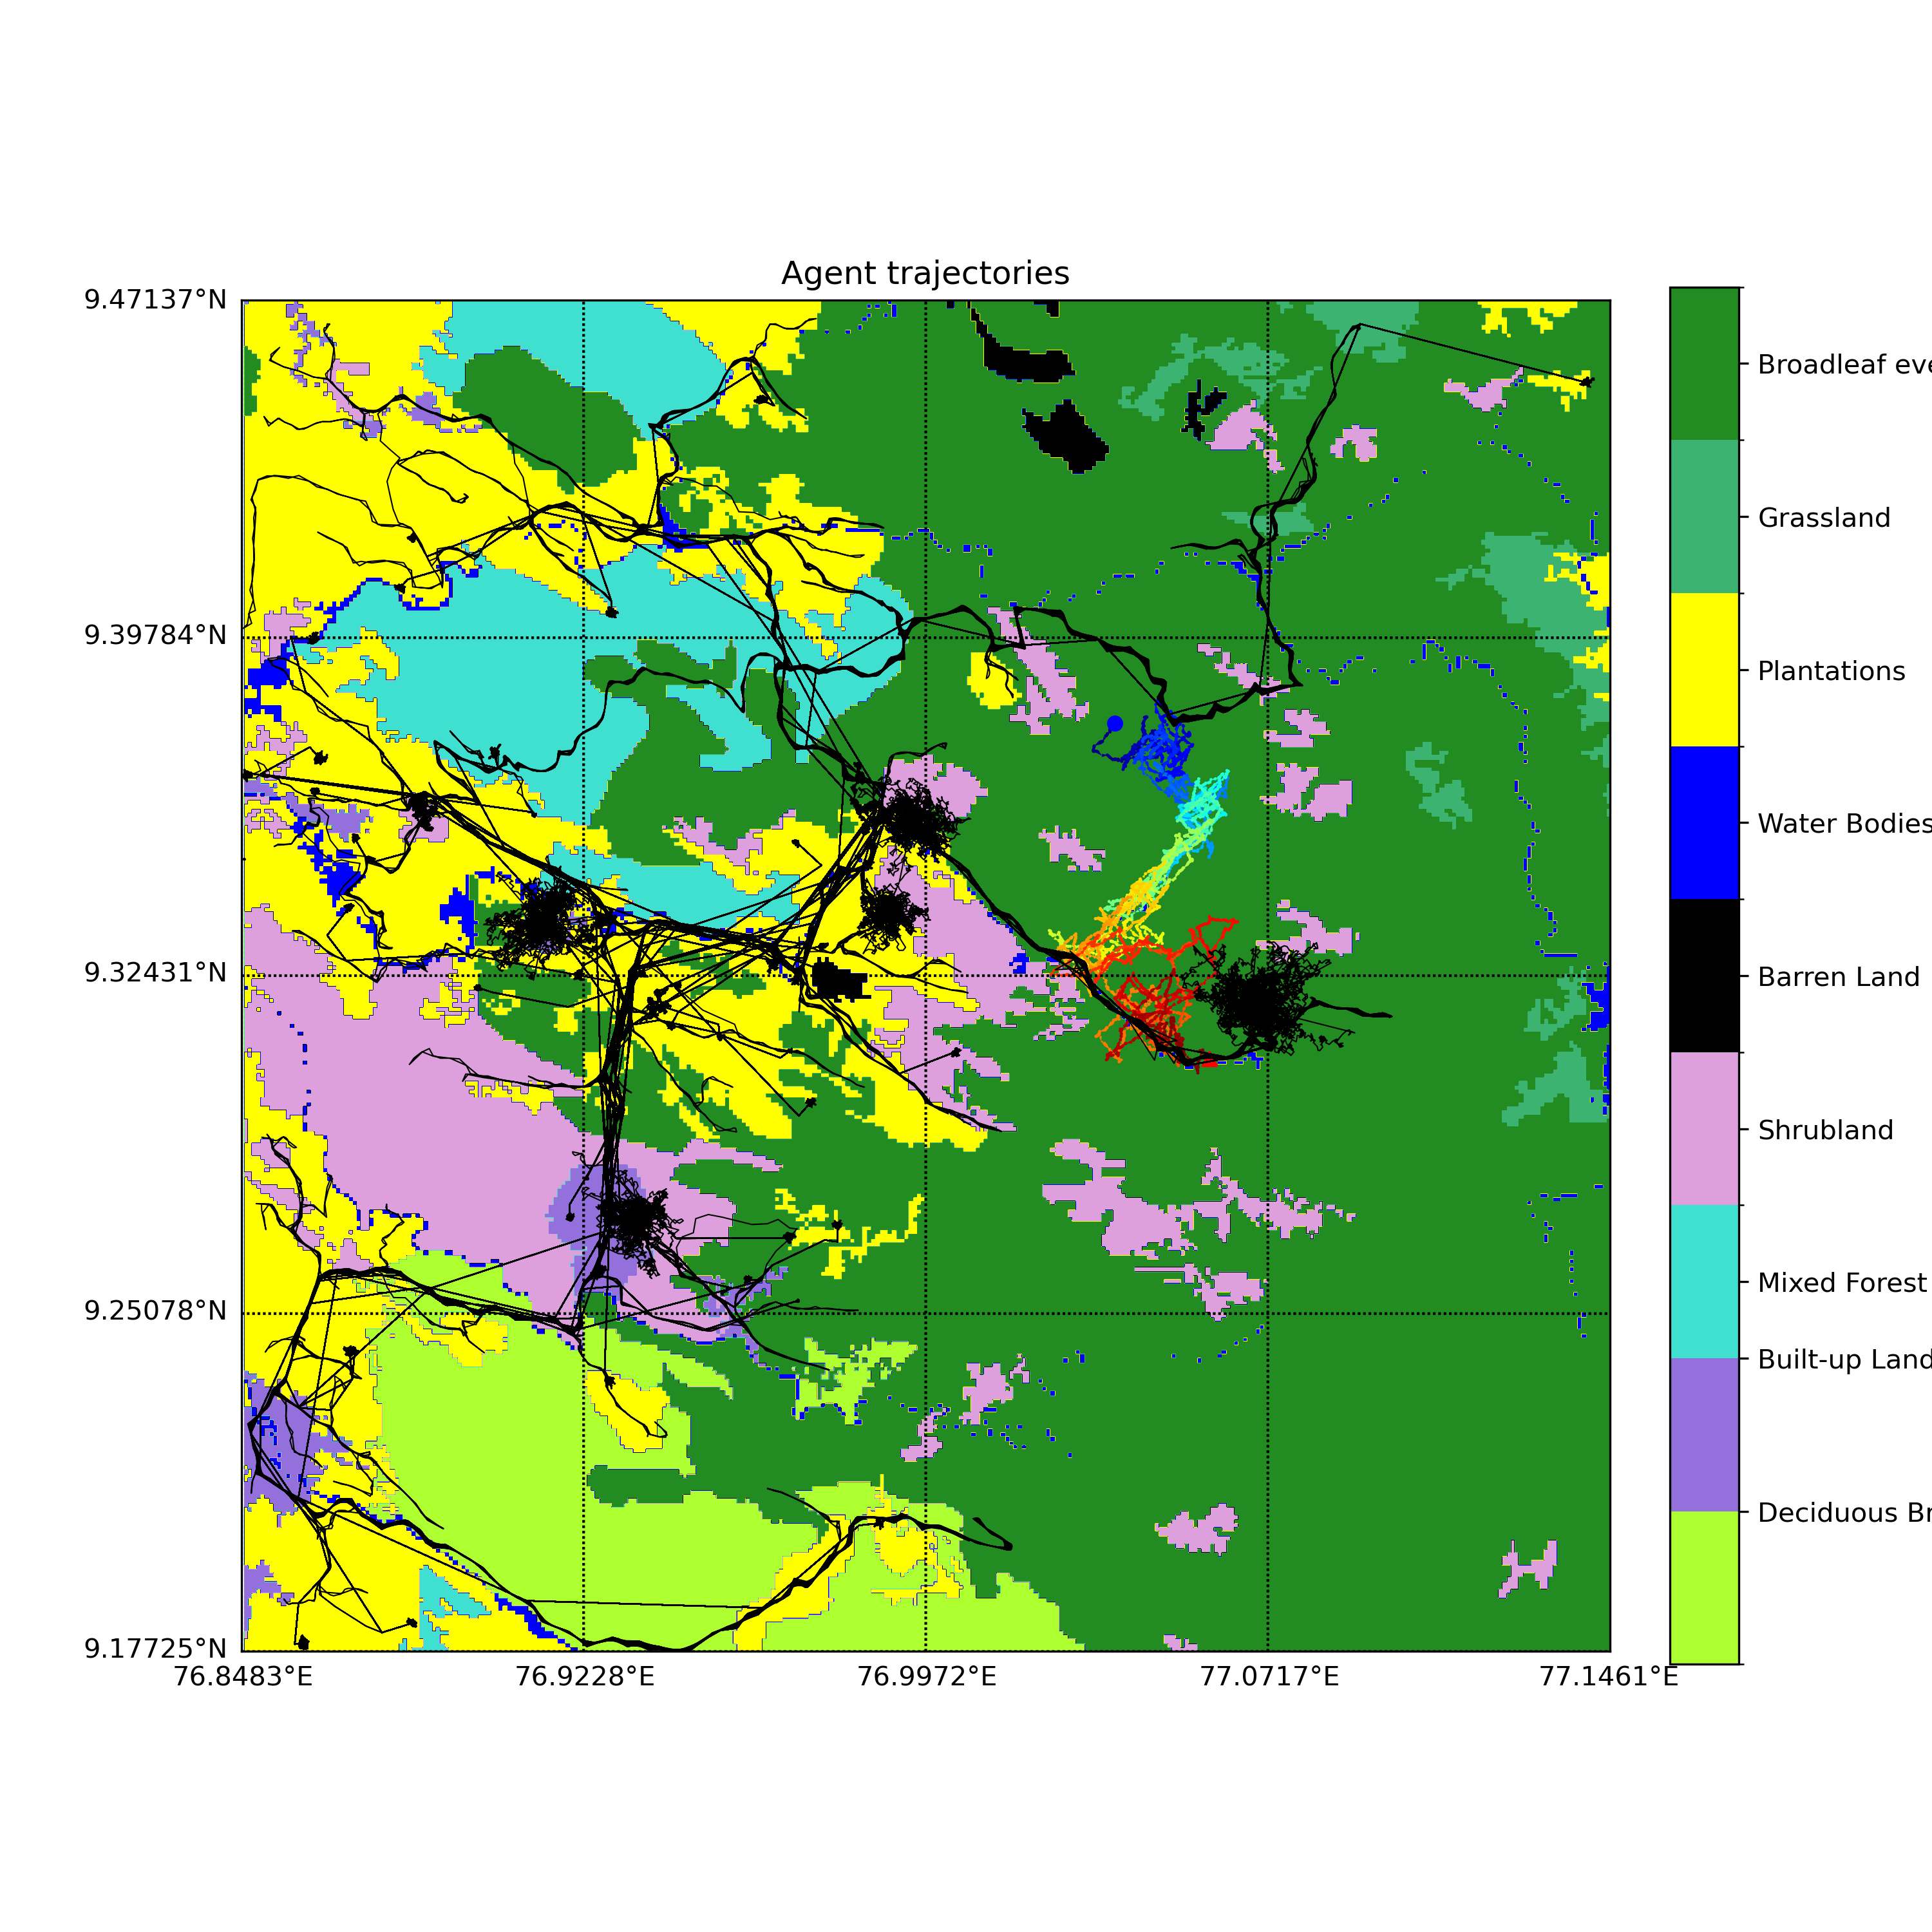 Agent trajectories
9.47137°N
9.39784°N
9.32431°N
9.25078°N
9.17725°N
76.8483°E
76.9228°E
76.9972°E
77.0717°E
77.1461°E
Broadleaf eve
Grassland
Plantations
Water Bodies
Barren Land
Shrubland
Mixed Forest
Built-up Land
Deciduous Br